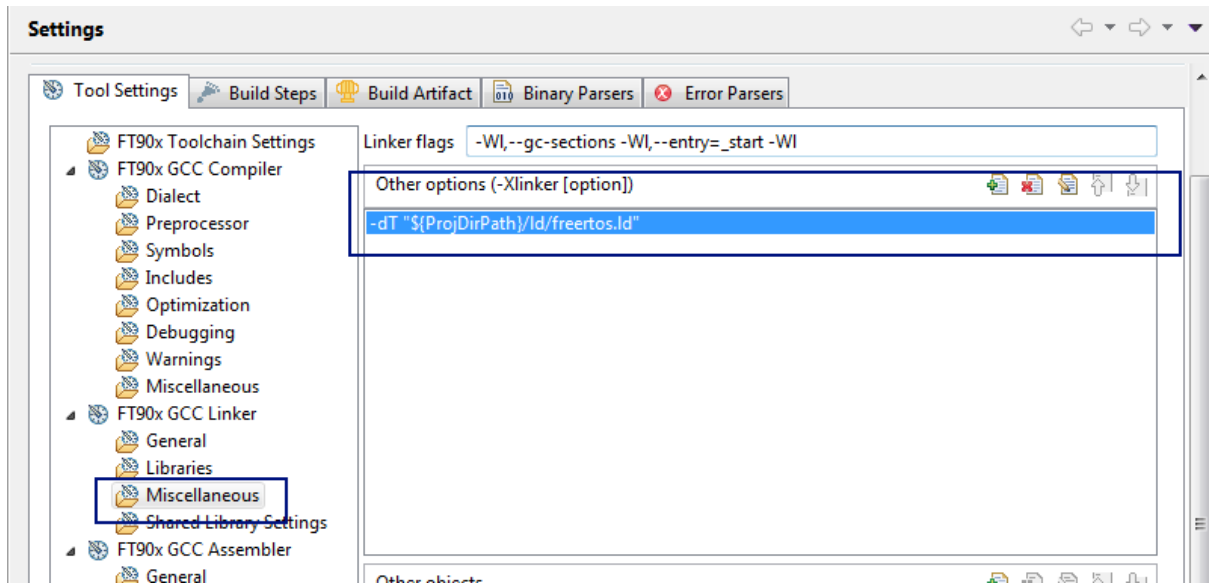 Settings
Tool Settings
Build Steps
Build Artifact
Binary Parsers
Error Parsers
FT90x Toolchain Settings
FT90x GCC Compiler
Dialect
Preprocessor
Symbols
Includes
Optimization
Debugging
Warnings
Miscellaneous
FT90x GCC Linker
General
Libraries
Miscellaneous
Shared Library Settings
FT90x GCC Assembler
General
Linker flags
-Wl,--gc-sections -Wl,--entry=_start -Wl
Other options (-Xlinker [option])
-dT "${ProjDirPath}/ld/freertos.ld"
Other objects